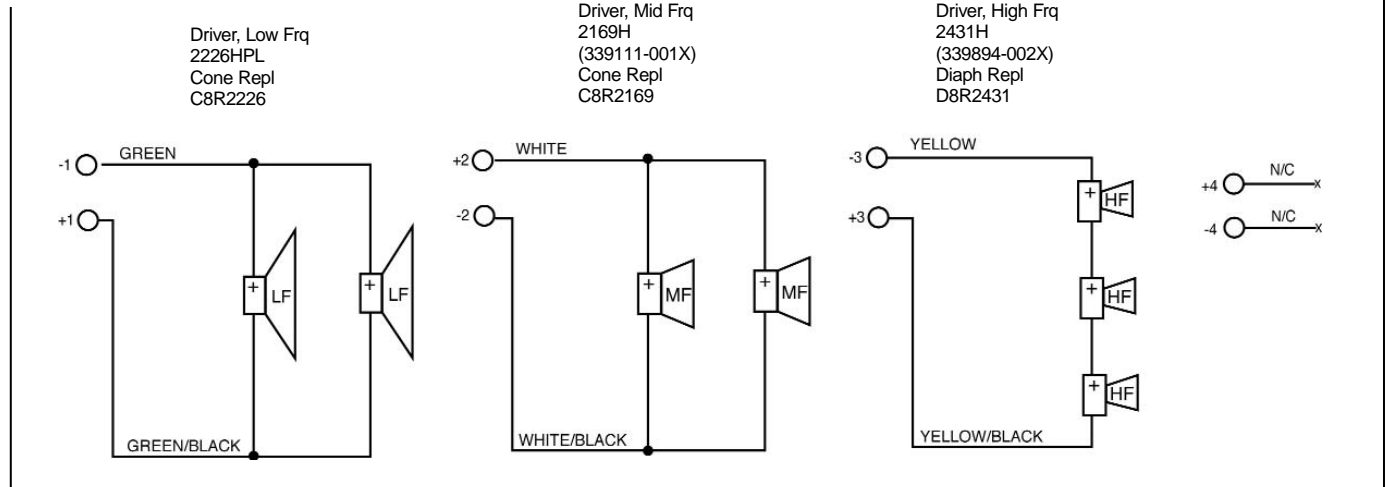 Driver, Low Frq
2226HPL
Cone Repl
C8R2226
Driver, Mid Frq
2169H
(339111-001X)
Cone Repl
C8R2169
Driver, High Frq
2431H
(339894-002X)
Diaph Repl
D8R2431
-1
GREEN
+1
+
LF
+
LF
GREEN/BLACK
+2
WHITE
-2
+
MF
+
MF
WHITE/BLACK
-3
YELLOW
+3
+
HF
+
HF
+
HF
YELLOW/BLACK
+4
N/C
x
-4
N/C
x